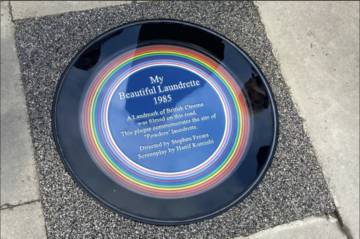 My
Beautiful Laundrette
1985
A Landmark of British Cinema
was filmed on this road.
This plaque commemorates the site of
"Powders" laundrette.
Directed by Stephen Frears
Screenplay by Hanif Kureishi